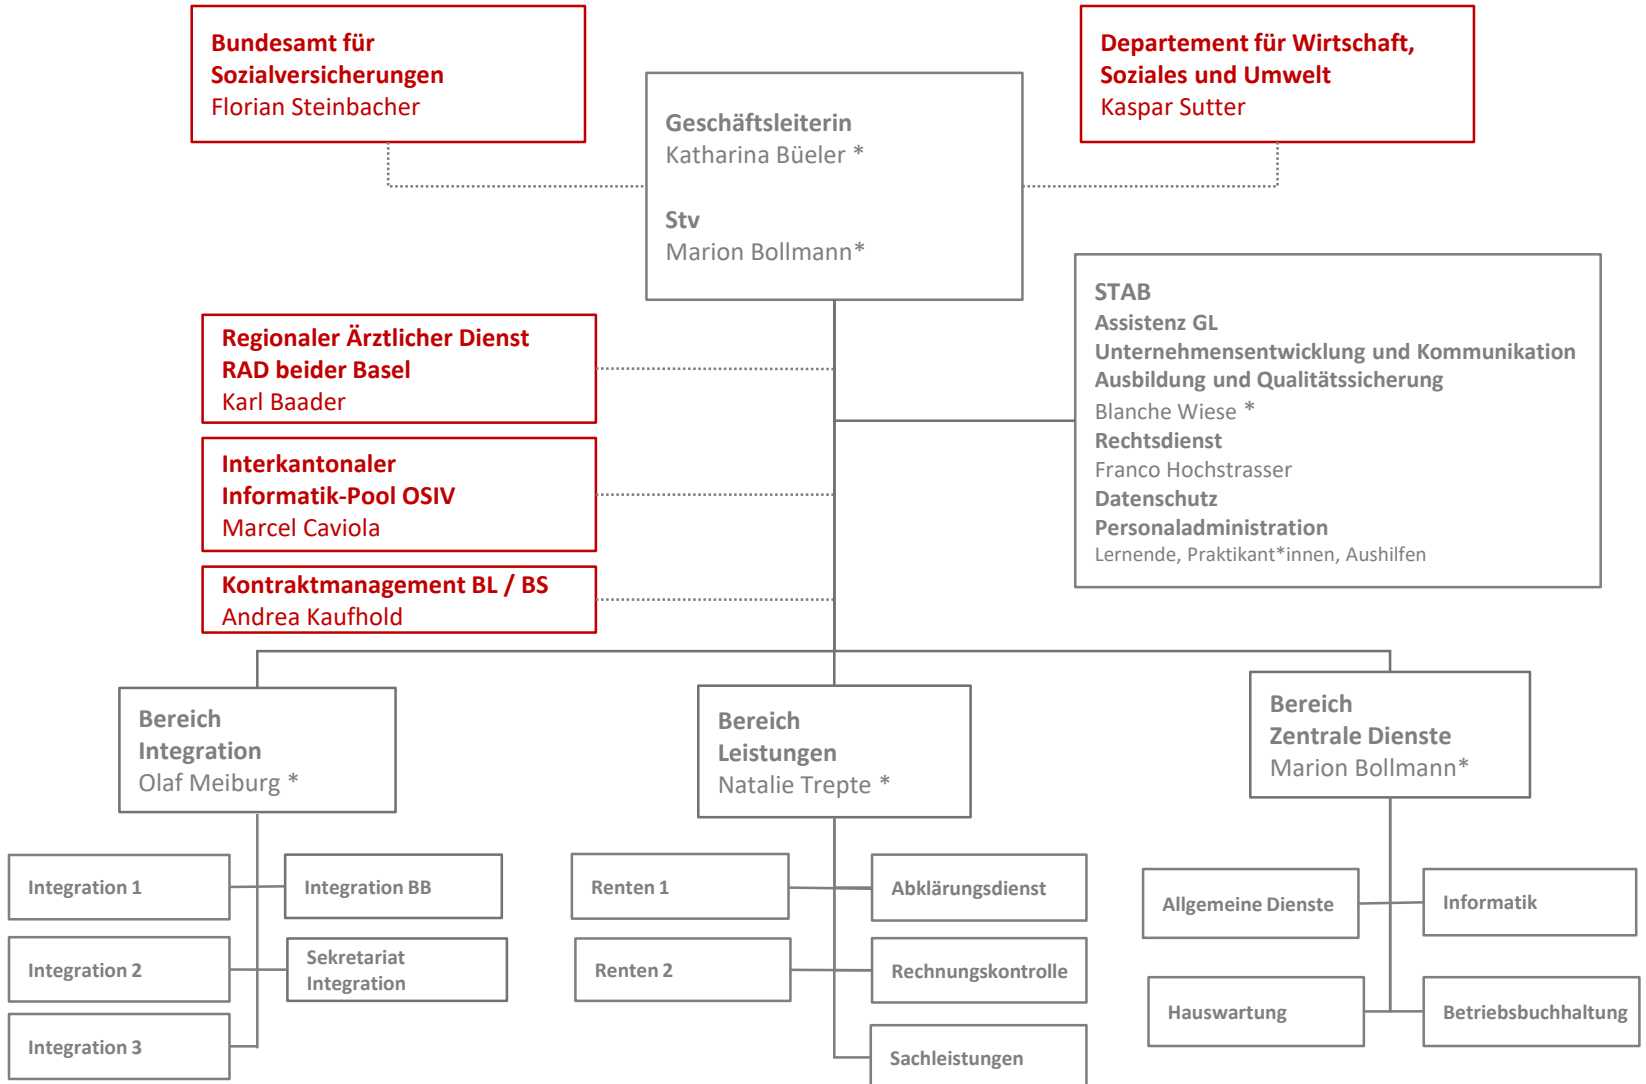 Bundesamt für
Sozialversicherungen
Florian Steinbacher
Geschäftsleiterin
Katharina Büeler *
Stv
Marion Bollmann*
Departement für Wirtschaft,
Soziales und Umwelt
Kaspar Sutter
Regionaler Ärztlicher Dienst
RAD beider Basel
Karl Baader
Interkantonaler
Informatik-Pool OSIV
Marcel Caviola
Kontraktmanagement BL / BS
Andrea Kaufhold
STAB
Assistenz GL
Unternehmensentwicklung und Kommunikation
Ausbildung und Qualitätssicherung
Blanche Wiese *
Rechtsdienst
Franco Hochstrasser
Datenschutz
Personaladministration
Lernende, Praktikant*innen, Aushilfen
Bereich
Integration
Olaf Meiburg *
Bereich
Leistungen
Natalie Trepte *
Bereich
Zentrale Dienste
Marion Bollmann*
Integration 1
Integration BB
Integration 2
Sekretariat
Integration
Integration 3
Renten 1
Abklärungsdienst
Renten 2
Rechnungskontrolle
Sachleistungen
Allgemeine Dienste
Informatik
Hauswartung
Betriebsbuchhaltung